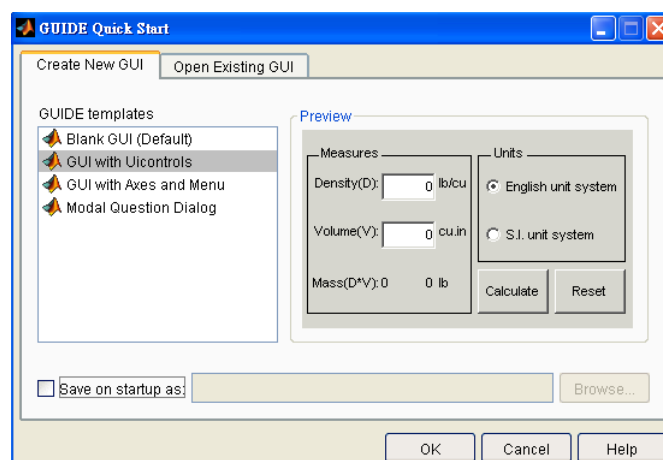 GUIDE Quick Start
Create New GUI
Open Existing GUI
GUIDE templates
Blank GUI (Default)
GUI with Uicontrols
GUI with Axes and Menu
Modal Question Dialog
Preview
Measures
Density(D): 0 lb/cu
Volume(V): 0 cu.in
Mass(D*V): 0 0 lb
Units
English unit system
S.I. unit system
Calculate
Reset
Save on startup as:
Browse...
OK
Cancel
Help